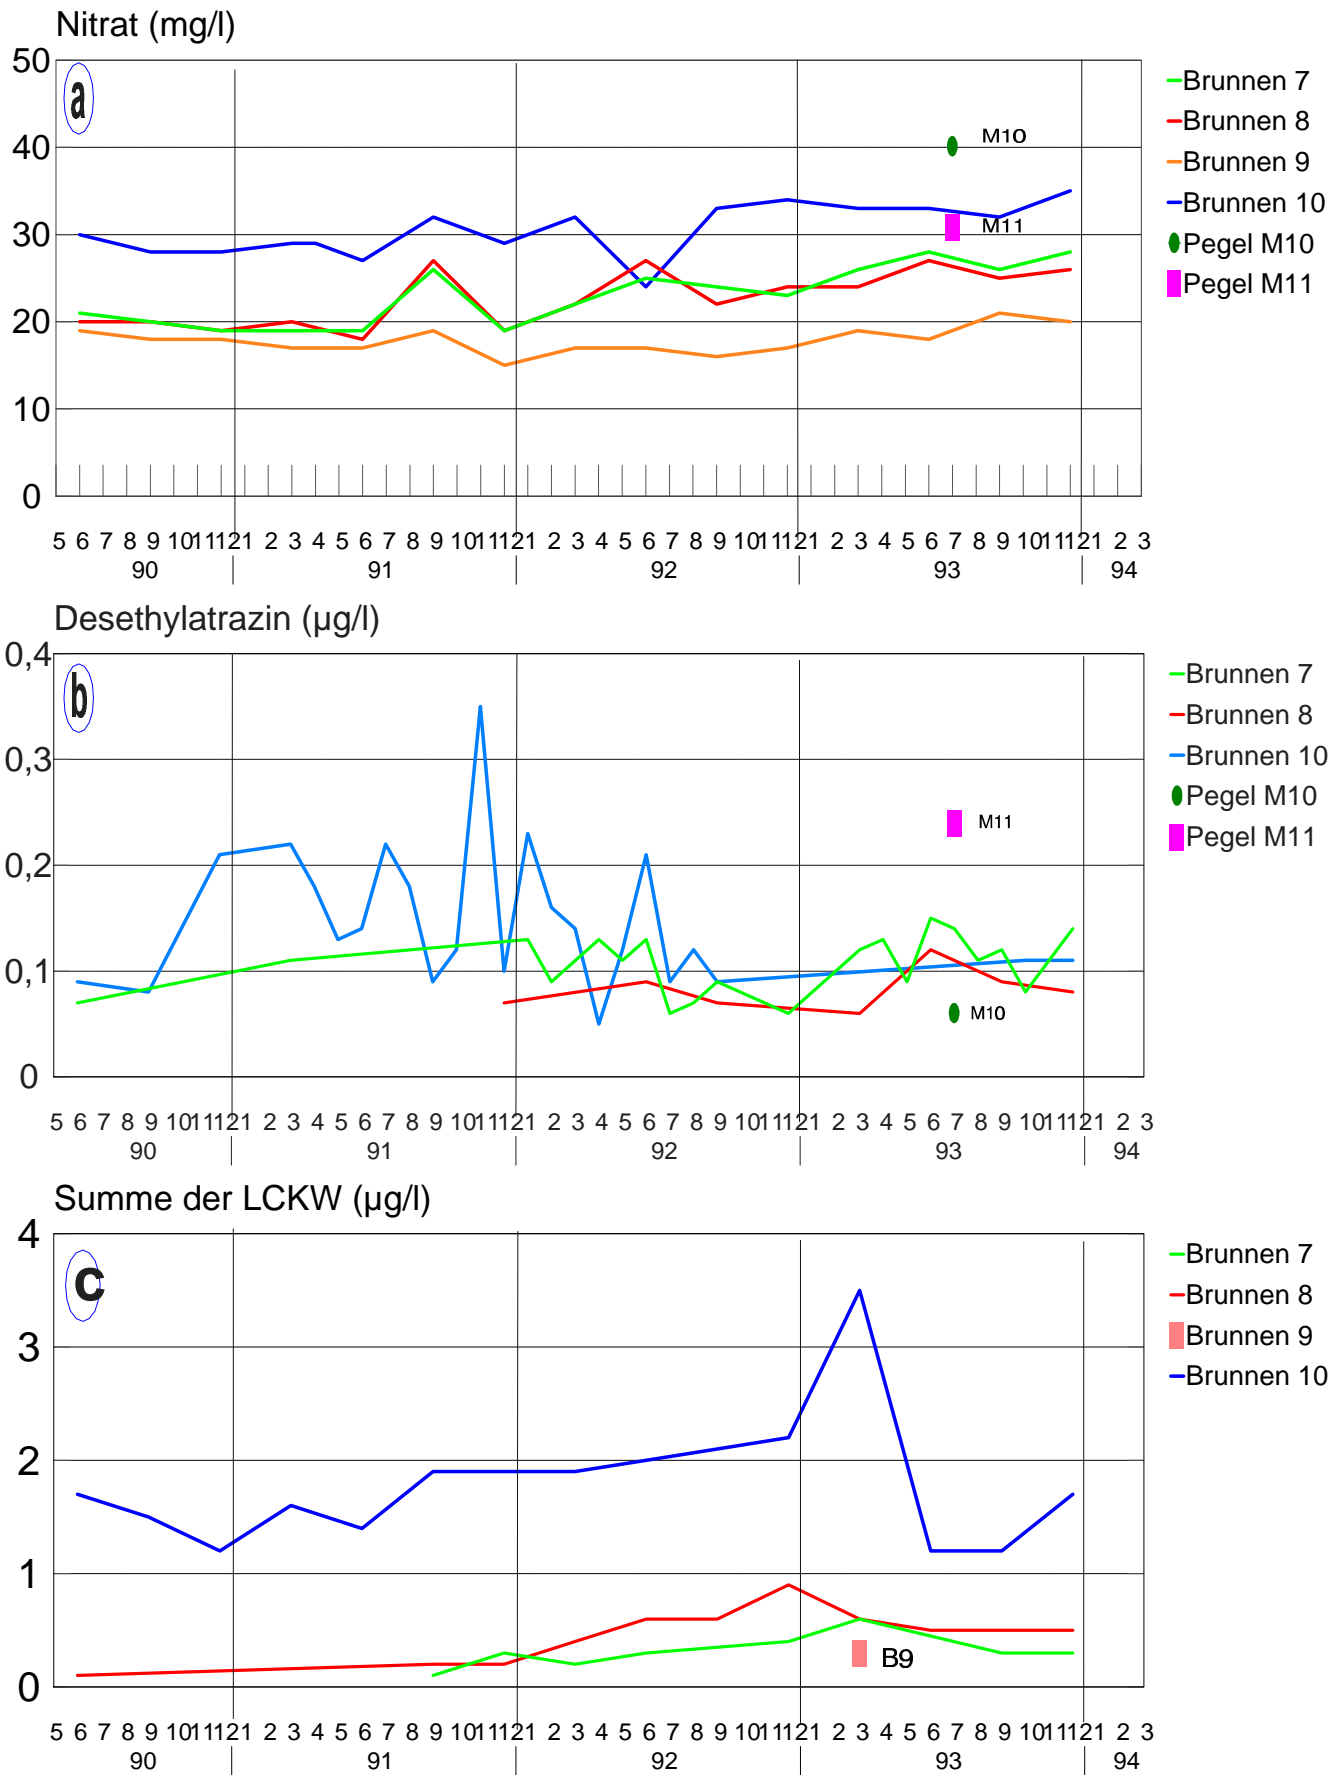 Nitrat (mg/l)
a
50
40
30
20
10
0
M10
M11
Brunnen 7
Brunnen 8
Brunnen 9
Brunnen 10
Pegel M10
Pegel M11
5 6 7 8 9 10 11 12 1 2 3 4 5 6 7 8 9 10 11 12 1 2 3 4 5 6 7 8 9 10 11 12 1 2 3 4 5 6 7 8 9 10 11 12 1 2 3
90 91 92 93 94
Desethylatrazin (µg/l)
b
0,4
0,3
0,2
0,1
0
M11
M10
Brunnen 7
Brunnen 8
Brunnen 10
Pegel M10
Pegel M11
5 6 7 8 9 10 11 12 1 2 3 4 5 6 7 8 9 10 11 12 1 2 3 4 5 6 7 8 9 10 11 12 1 2 3 4 5 6 7 8 9 10 11 12 1 2 3
90 91 92 93 94
Summe der LCKW (µg/l)
c
4
3
2
1
0
B9
Brunnen 7
Brunnen 8
Brunnen 9
Brunnen 10
5 6 7 8 9 10 11 12 1 2 3 4 5 6 7 8 9 10 11 12 1 2 3 4 5 6 7 8 9 10 11 12 1 2 3 4 5 6 7 8 9 10 11 12 1 2 3
90 91 92 93 94